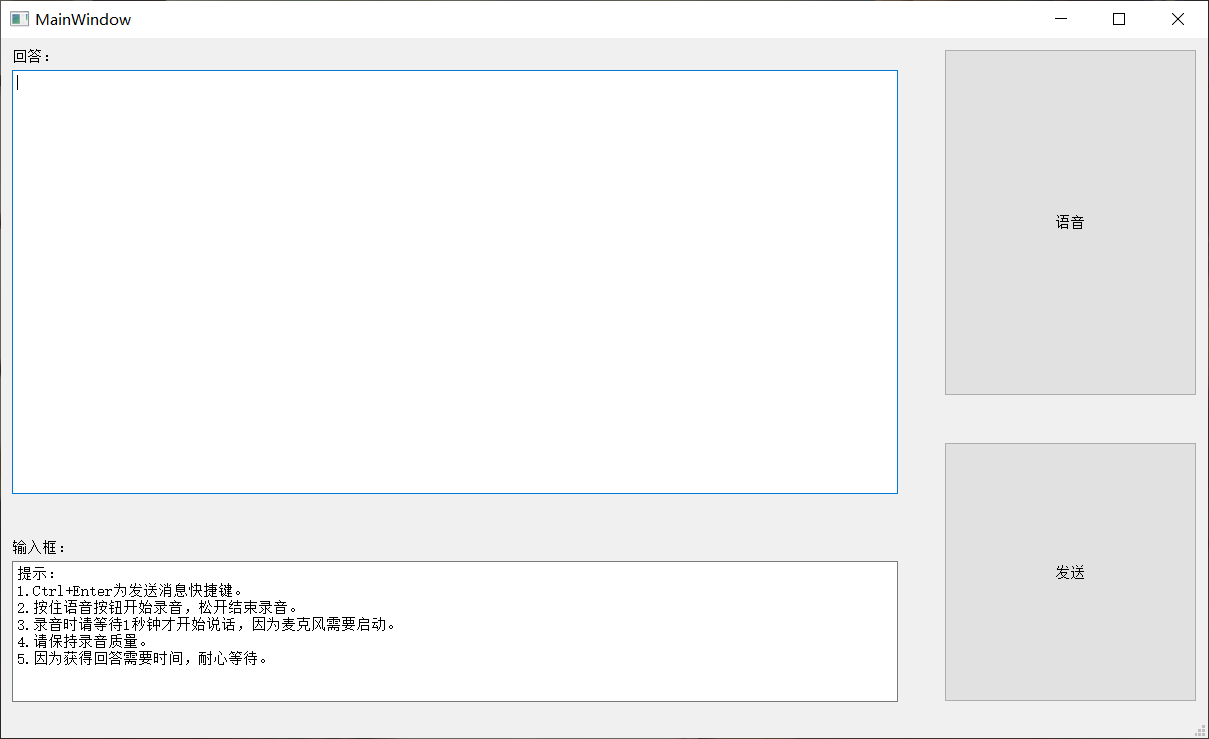 MainWindow
回答：
语音
输入框：
提示：
1.Ctrl+Enter为发送消息快捷键。
2.按住语音按钮开始录音，松开结束录音。
3.录音时请等待1秒钟才开始说话，因为麦克风需要启动。
4.请保持录音质量。
5.因为获得回答需要时间，耐心等待。
发送